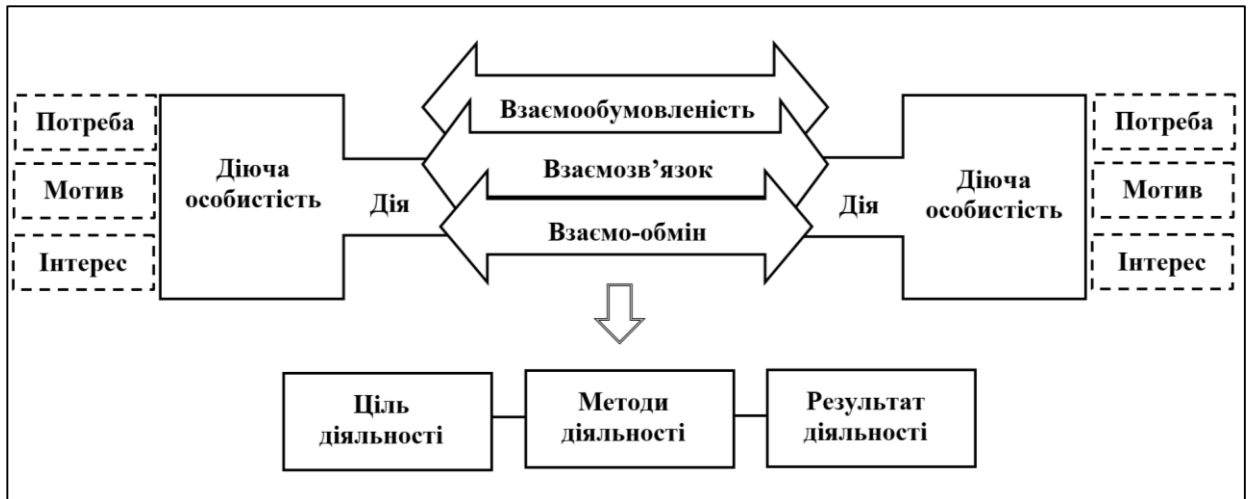 Взаємообумовленість
Потреба
Мотив
Інтерес
Діюча
особистість
Дія
Взаємозв’язок
Взаємо-обмін
Дія
Діюча
особистість
Потреба
Мотив
Інтерес
Ціль
діяльності
Методи
діяльності
Результат
діяльності